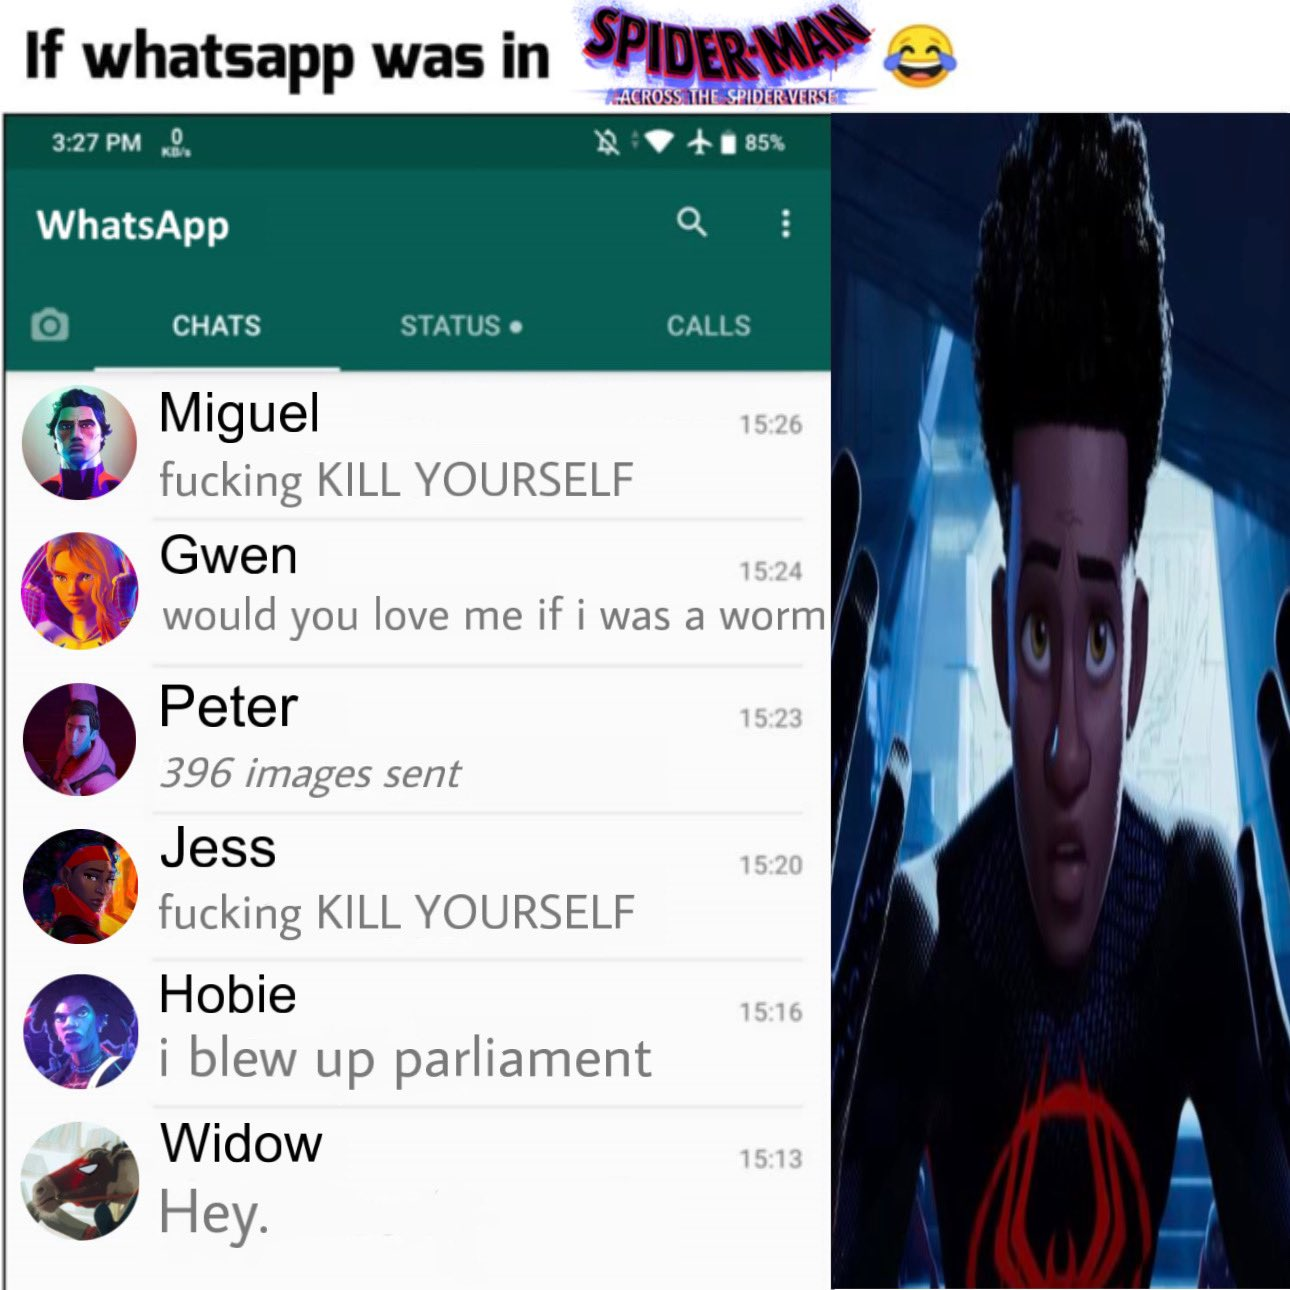 If whatsapp was in SPIDER-MAN 😂
ACROSS THE SPIDER-VERSE
3:27 PM 0 KB/s 85%
WhatsApp
CHATS STATUS • CALLS
Miguel 15:26
fucking KILL YOURSELF
Gwen 15:24
would you love me if i was a worm
Peter 15:23
396 images sent
Jess 15:20
fucking KILL YOURSELF
Hobie 15:16
i blew up parliament
Widow 15:13
Hey.